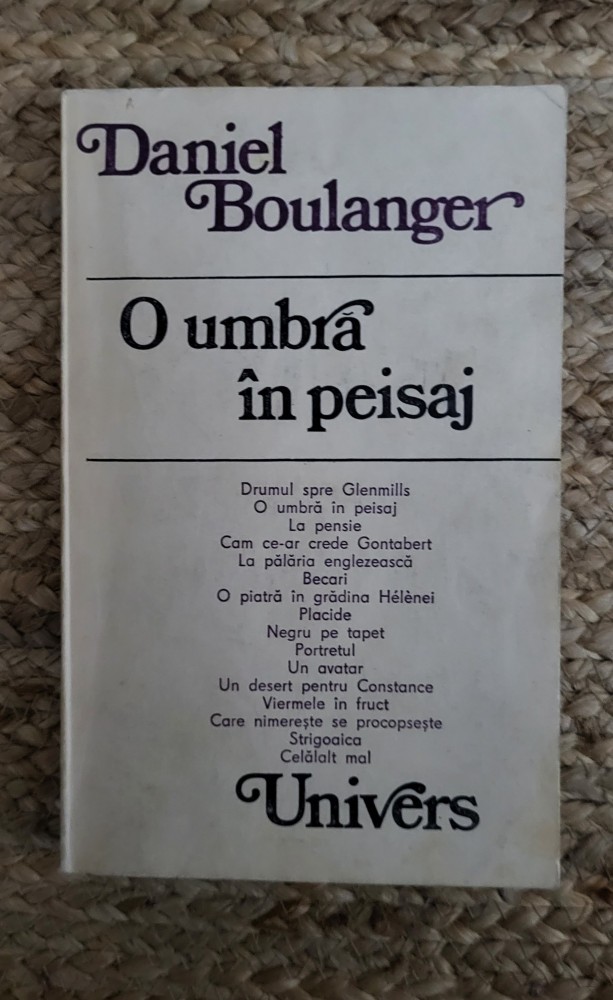 Daniel
Boulanger
O umbră
în peisaj
Drumul spre Glenmills
O umbră în peisaj
La pensie
Cam ce-ar crede Gontabert
La pălăria englezească
Becari
O piatră în grădina Hélènei
Placide
Negru pe tapet
Portretul
Un avatar
Un desert pentru Constance
Viermele în fruct
Care nimerește se procopsește
Strigoaica
Celălalt mal
Univers